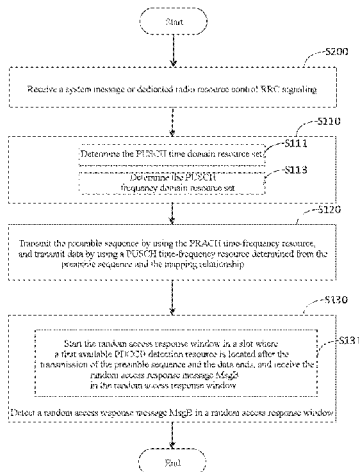 Start
S200
Receive a system message or dedicated radio resource control RRC signaling
S110
S111
Determine the PUSCH time domain resource set
S113
Determine the PUSCH
frequency domain resource set
S120
Transmit the preamble sequence by using the PRACH time-frequency resource,
and transmit data by using a PUSCH time-frequency resource determined from the
preamble sequence and the mapping relationship
S130
S131
Start the random access response window in a slot where
a first available PDCCH detection resource is located after the
transmission of the preamble sequence and the data ends, and receive the
random access response message MsgB
in the random access response window
Detect a random access response message MsgB in a random access response window
End